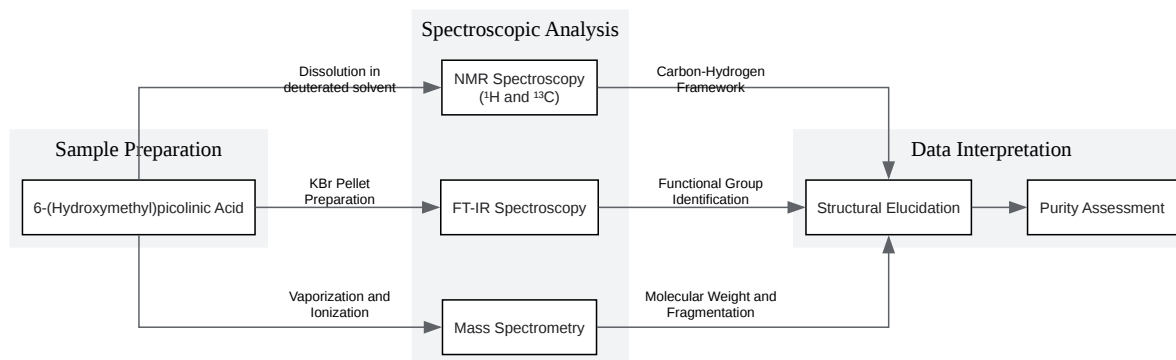 Spectroscopic Analysis
Dissolution in
deuterated solvent
NMR Spectroscopy
(¹H and ¹³C)
Carbon-Hydrogen
Framework
Sample Preparation
Data Interpretation
6-(Hydroxymethyl)picolinic Acid
KBr Pellet
Preparation
FT-IR Spectroscopy
Functional Group
Identification
Structural Elucidation
Purity Assessment
Vaporization and
Ionization
Mass Spectrometry
Molecular Weight and
Fragmentation